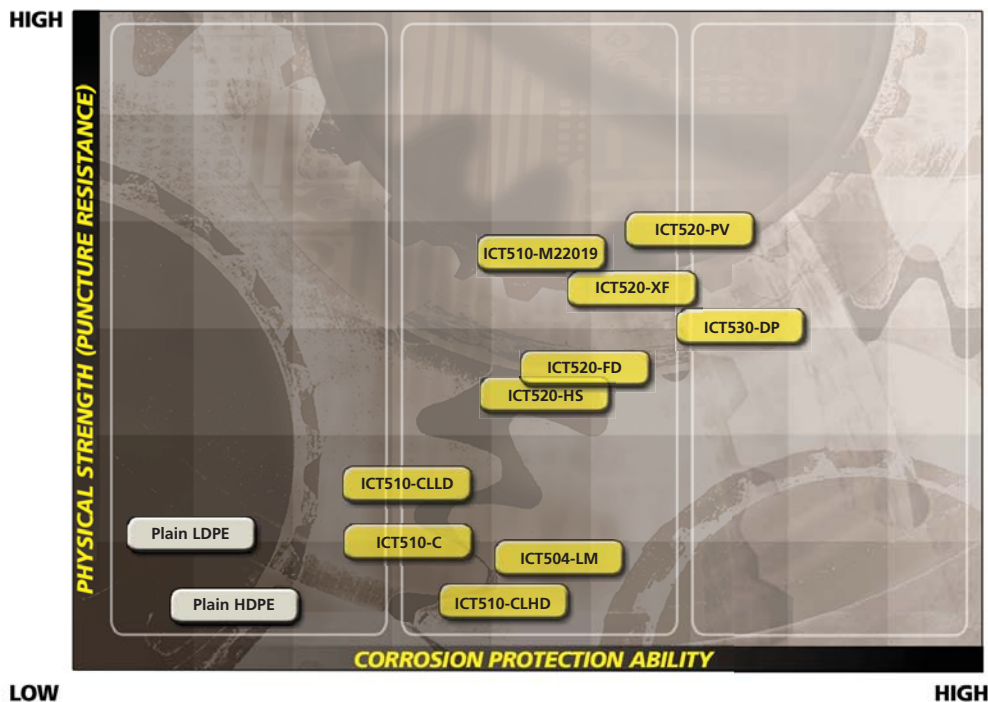 HIGH
PHYSICAL STRENGTH (PUNCTURE RESISTANCE)
ICT520-PV
ICT510-M22019
ICT520-XF
ICT530-DP
ICT520-FD
ICT520-HS
ICT510-CLLD
Plain LDPE
ICT510-C
ICT504-LM
Plain HDPE
ICT510-CLHD
CORROSION PROTECTION ABILITY
LOW
HIGH